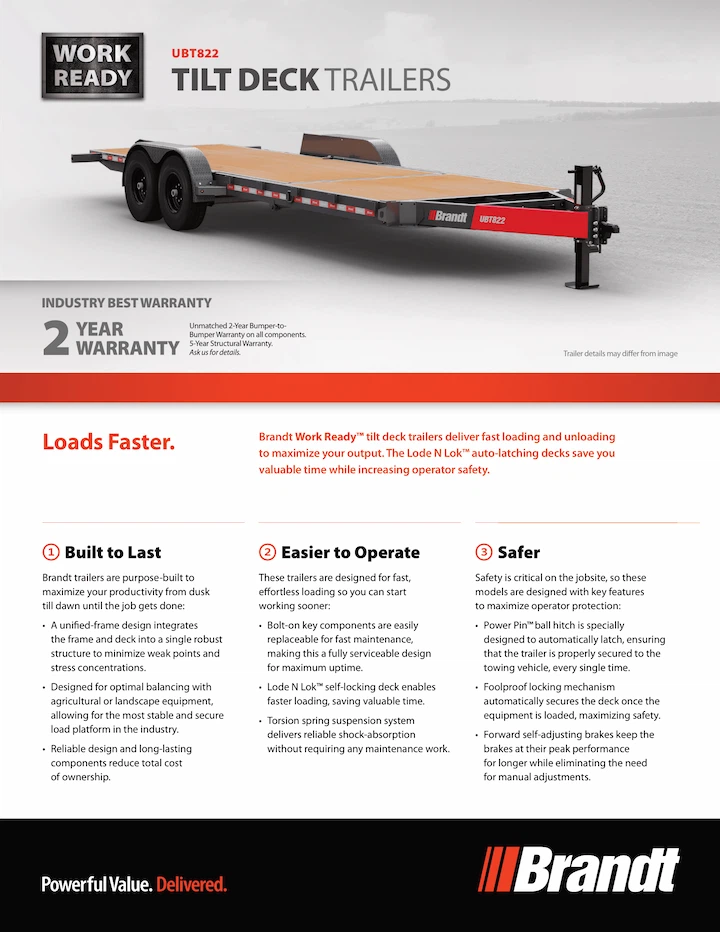 WORK
READY
UBT822
TILT DECK TRAILERS
Brandt
UBT822
INDUSTRY BEST WARRANTY
2 YEAR
WARRANTY
Unmatched 2-Year Bumper-to-
Bumper Warranty on all components.
5-Year Structural Warranty.
Ask us for details.
Trailer details may differ from image
Loads Faster.
Brandt Work Ready™ tilt deck trailers deliver fast loading and unloading
to maximize your output. The Lode N Lok™ auto-latching decks save you
valuable time while increasing operator safety.
1 Built to Last
Brandt trailers are purpose-built to
maximize your productivity from dusk
till dawn until the job gets done:
• A unified-frame design integrates
the frame and deck into a single robust
structure to minimize weak points and
stress concentrations.
• Designed for optimal balancing with
agricultural or landscape equipment,
allowing for the most stable and secure
load platform in the industry.
• Reliable design and long-lasting
components reduce total cost
of ownership.
2 Easier to Operate
These trailers are designed for fast,
effortless loading so you can start
working sooner:
• Bolt-on key components are easily
replaceable for fast maintenance,
making this a fully serviceable design
for maximum uptime.
• Lode N Lok™ self-locking deck enables
faster loading, saving valuable time.
• Torsion spring suspension system
delivers reliable shock-absorption
without requiring any maintenance work.
3 Safer
Safety is critical on the jobsite, so these
models are designed with key features
to maximize operator protection:
• Power Pin™ ball hitch is specially
designed to automatically latch, ensuring
that the trailer is properly secured to the
towing vehicle, every single time.
• Foolproof locking mechanism
automatically secures the deck once the
equipment is loaded, maximizing safety.
• Forward self-adjusting brakes keep the
brakes at their peak performance
for longer while eliminating the need
for manual adjustments.
Powerful Value. Delivered.
Brandt